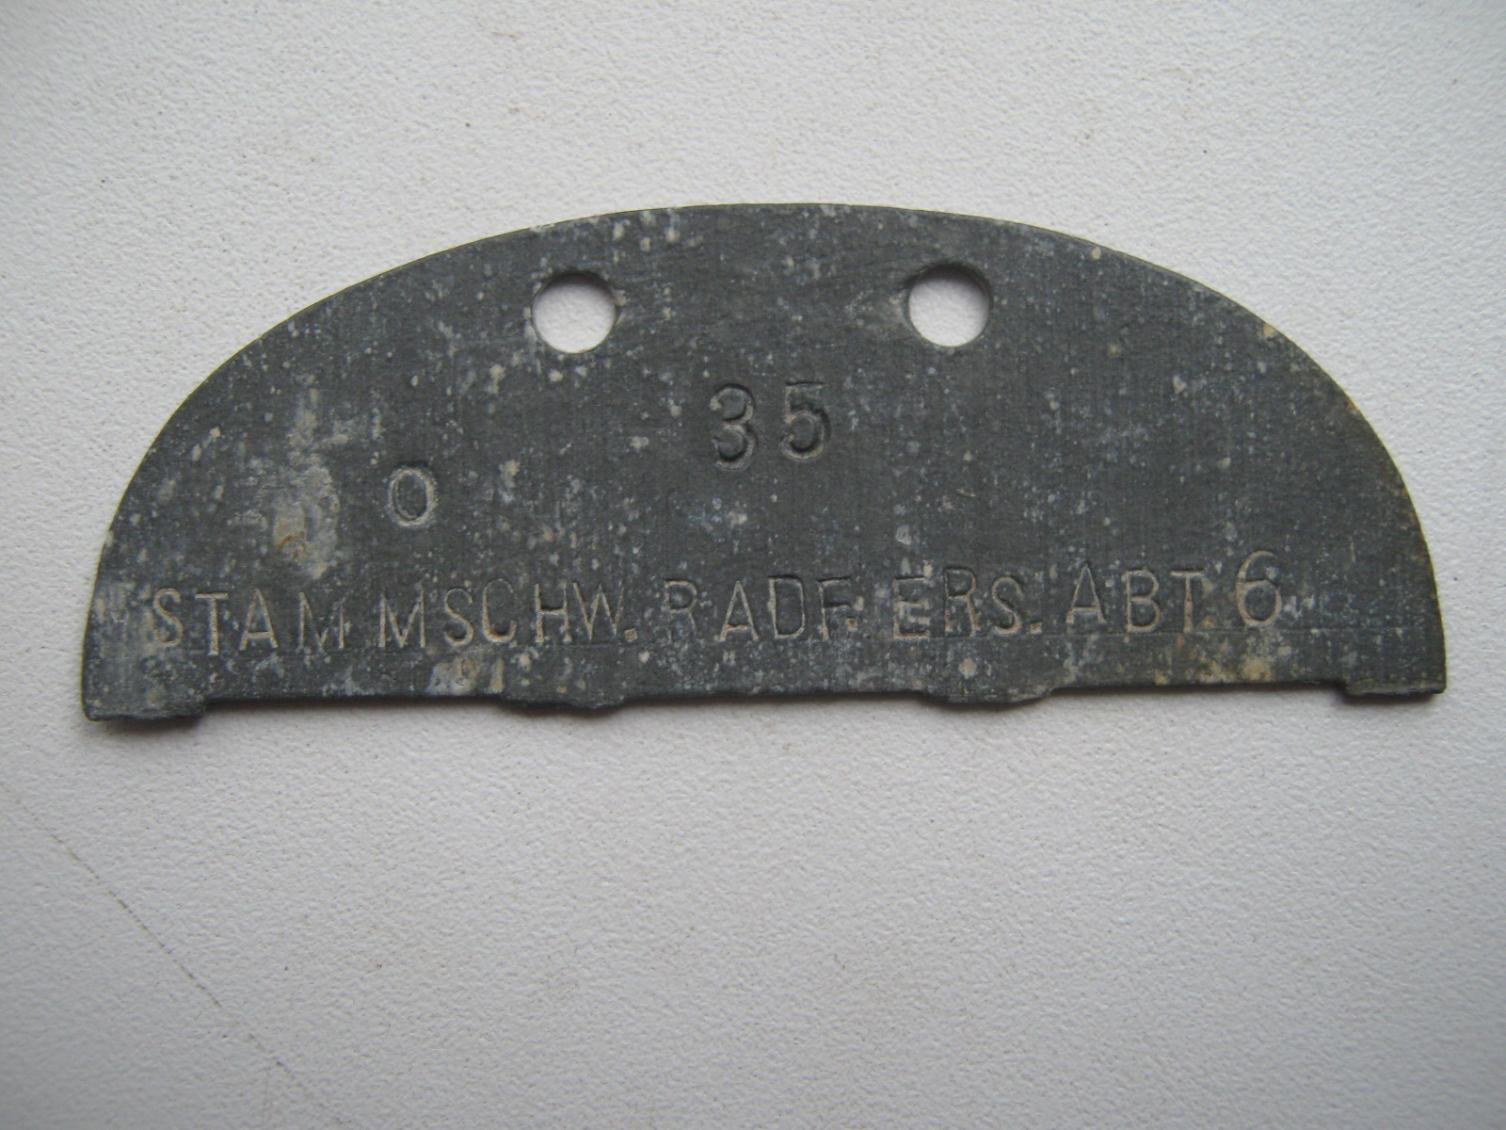 35
O
STAMMSCHW. RADF. ERS. ABT 6